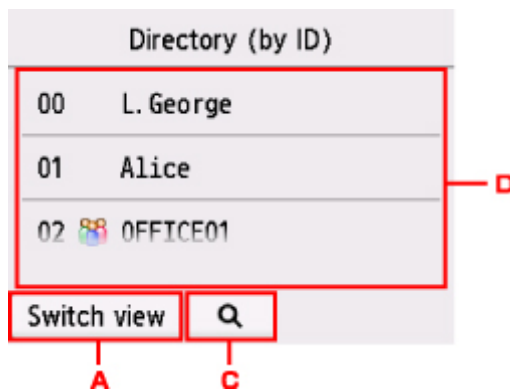 Directory (by ID)
00 L.George
01 Alice
02 OFFICE01
D
Switch view
A C